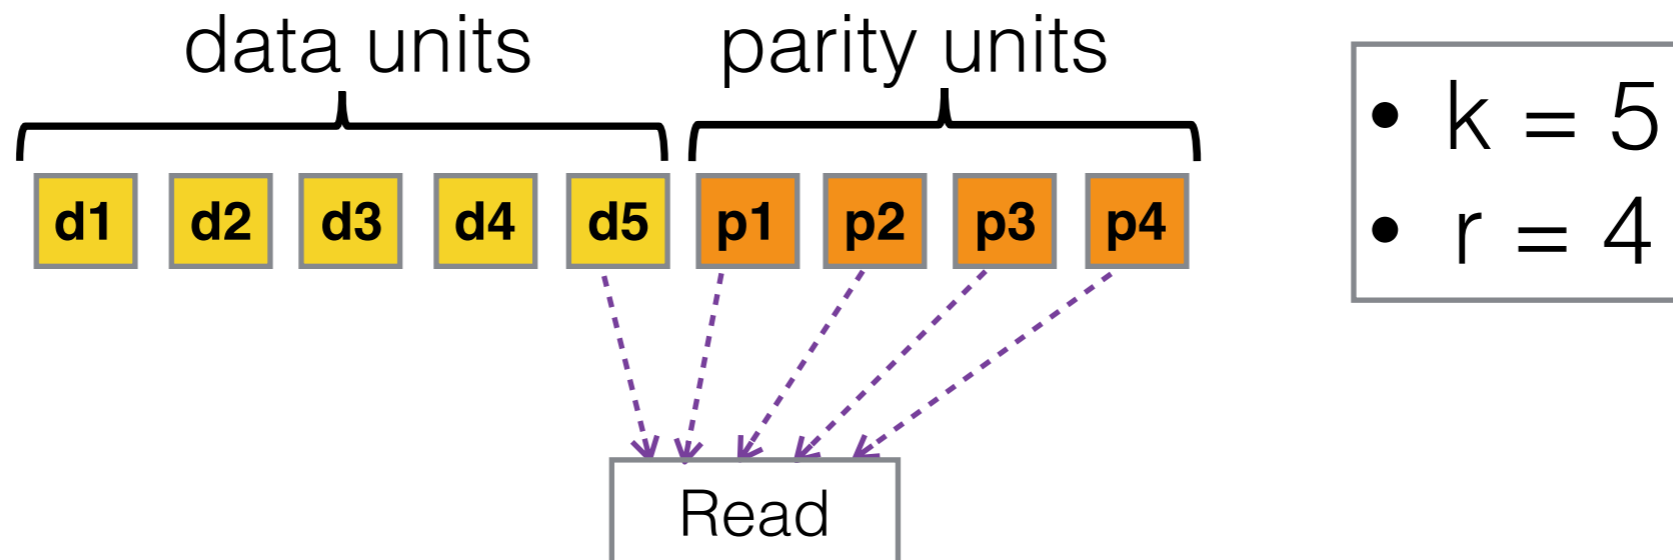 data units parity units
d1 d2 d3 d4 d5 p1 p2 p3 p4
• k = 5
• r = 4
Read